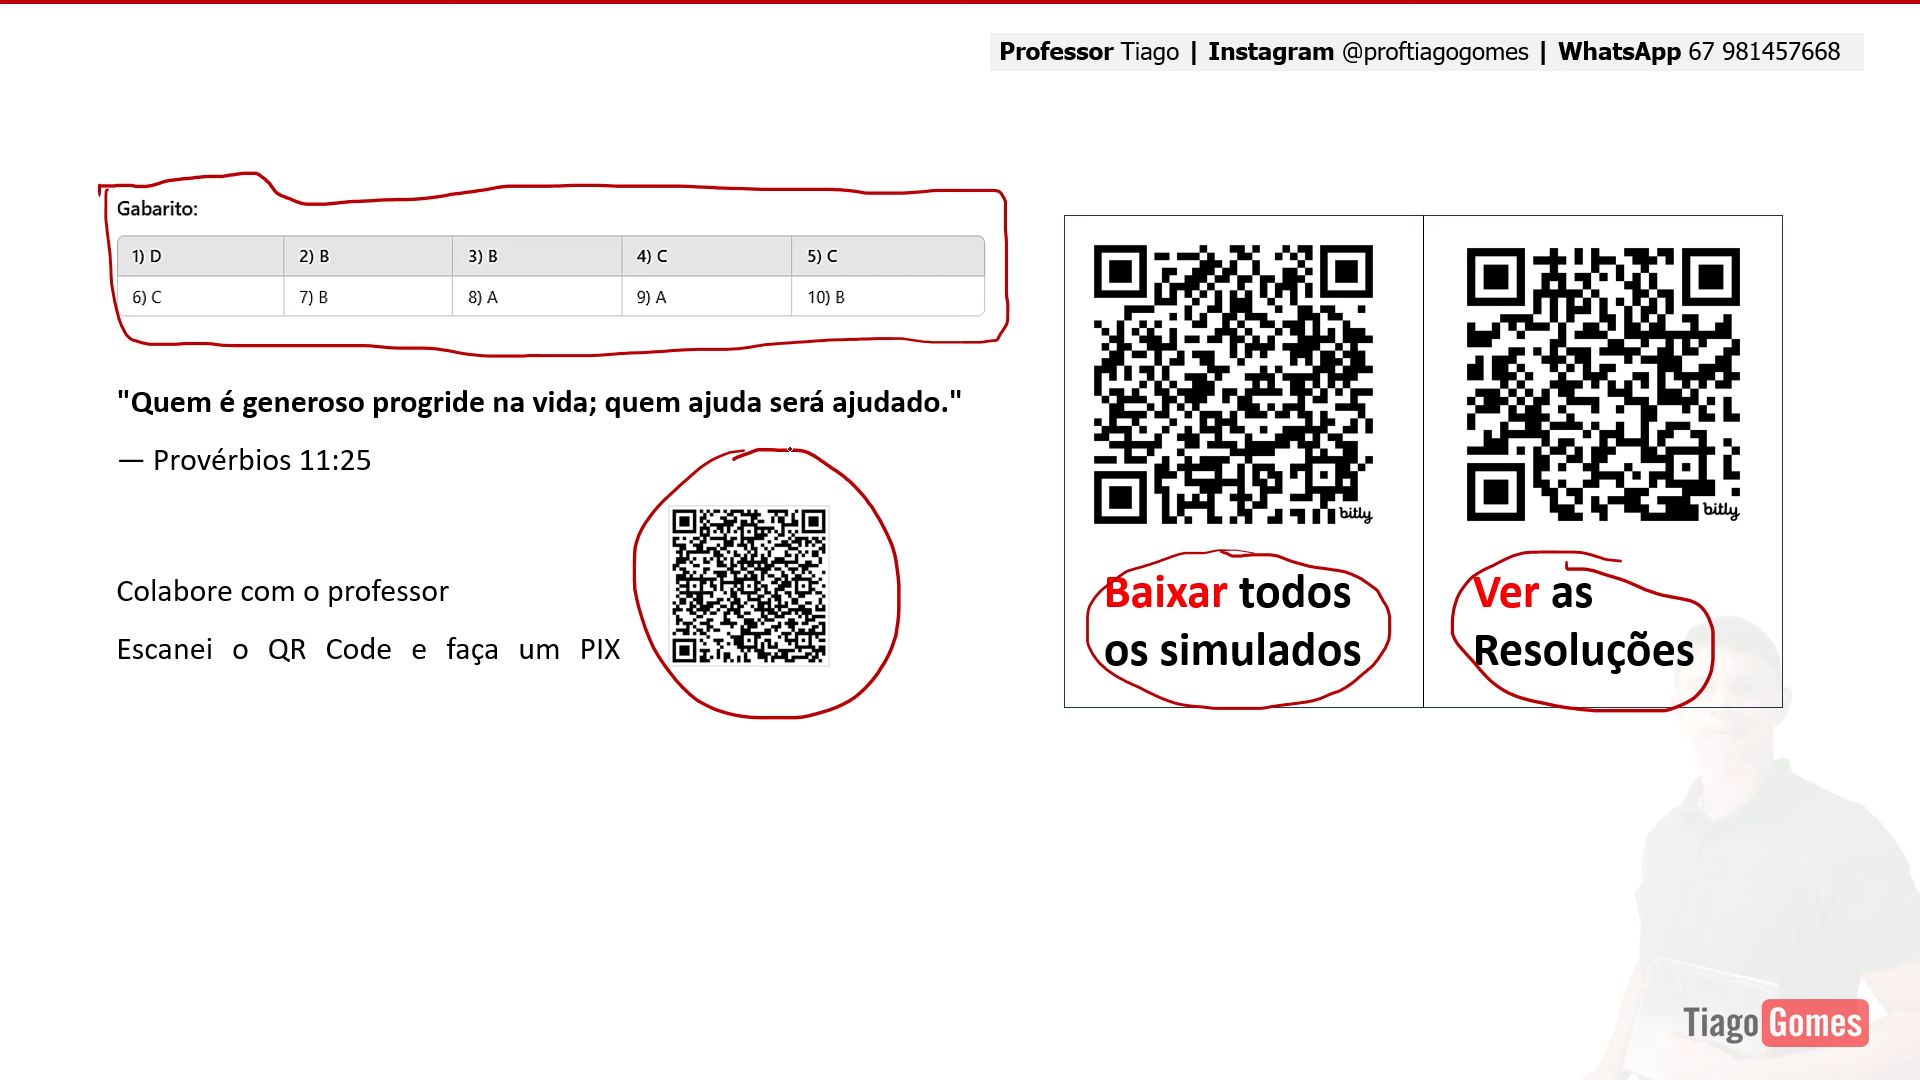 Professor Tiago | Instagram @proftiagogomes | WhatsApp 67 981457668
Gabarito:
1) D 2) B 3) B 4) C 5) C
6) C 7) B 8) A 9) A 10) B
"Quem é generoso progride na vida; quem ajuda será ajudado."
— Provérbios 11:25
Colabore com o professor
Escanei o QR Code e faça um PIX
bitly
Baixar todos
os simulados
bitly
Ver as
Resoluções
Tiago Gomes